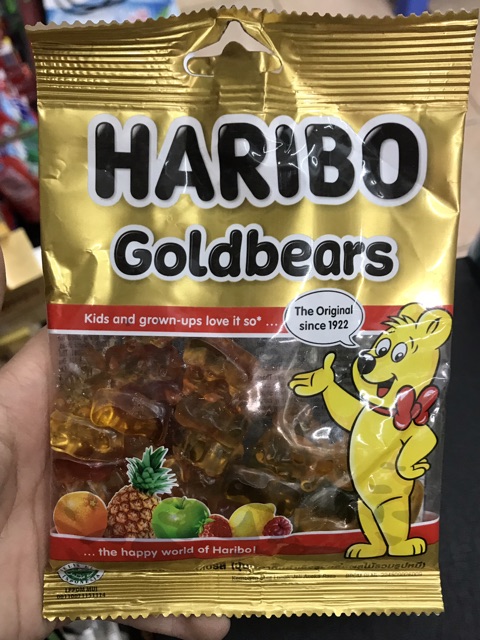 HARIBO
Goldbears
Kids and grown-ups love it so* ...
The Original
since 1922
... the happy world of Haribo!